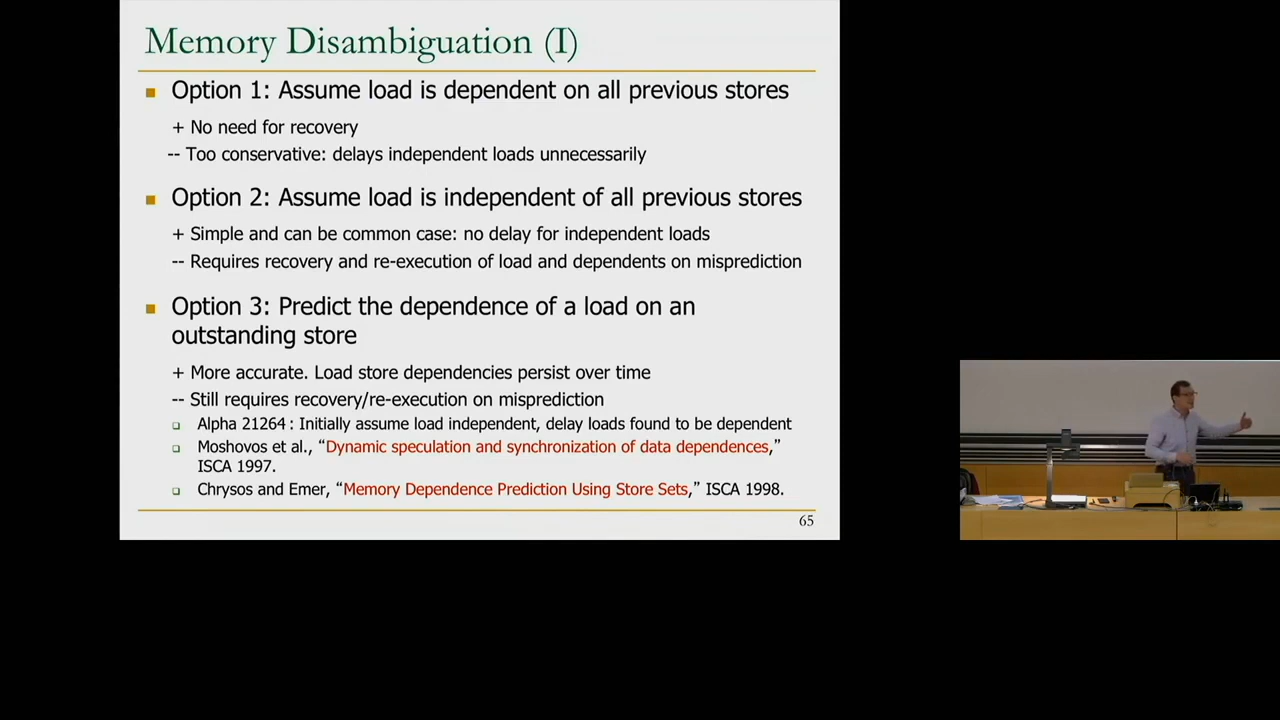 Memory Disambiguation (I)
Option 1: Assume load is dependent on all previous stores
+ No need for recovery
-- Too conservative: delays independent loads unnecessarily
Option 2: Assume load is independent of all previous stores
+ Simple and can be common case: no delay for independent loads
-- Requires recovery and re-execution of load and dependents on misprediction
Option 3: Predict the dependence of a load on an
outstanding store
+ More accurate. Load store dependencies persist over time
-- Still requires recovery/re-execution on misprediction
Alpha 21264 : Initially assume load independent, delay loads found to be dependent
Moshovos et al., “Dynamic speculation and synchronization of data dependences,”
ISCA 1997.
Chrysos and Emer, “Memory Dependence Prediction Using Store Sets,” ISCA 1998.
65